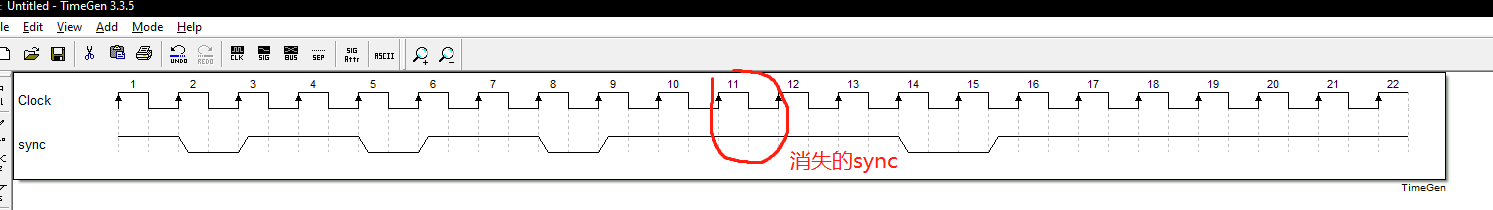 Untitled - TimeGen 3.3.5
le Edit View Add Mode Help
UNDO REDO CLK SIG BUS SEP SIG Attr ASCII
1 2 3 4 5 6 7 8 9 10 11 12 13 14 15 16 17 18 19 20 21 22
Clock
sync
消失的sync
TimeGen